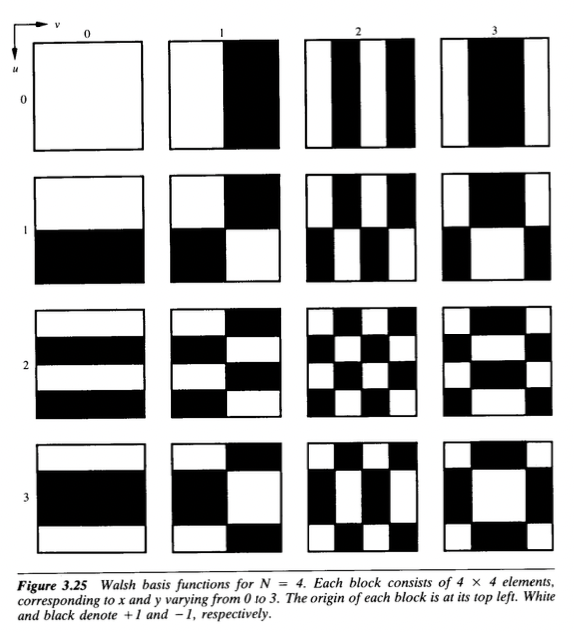 v
0 1 2 3
u
0
1
2
3
Figure 3.25 Walsh basis functions for N = 4. Each block consists of 4 × 4 elements,
corresponding to x and y varying from 0 to 3. The origin of each block is at its top left. White
and black denote +1 and −1, respectively.